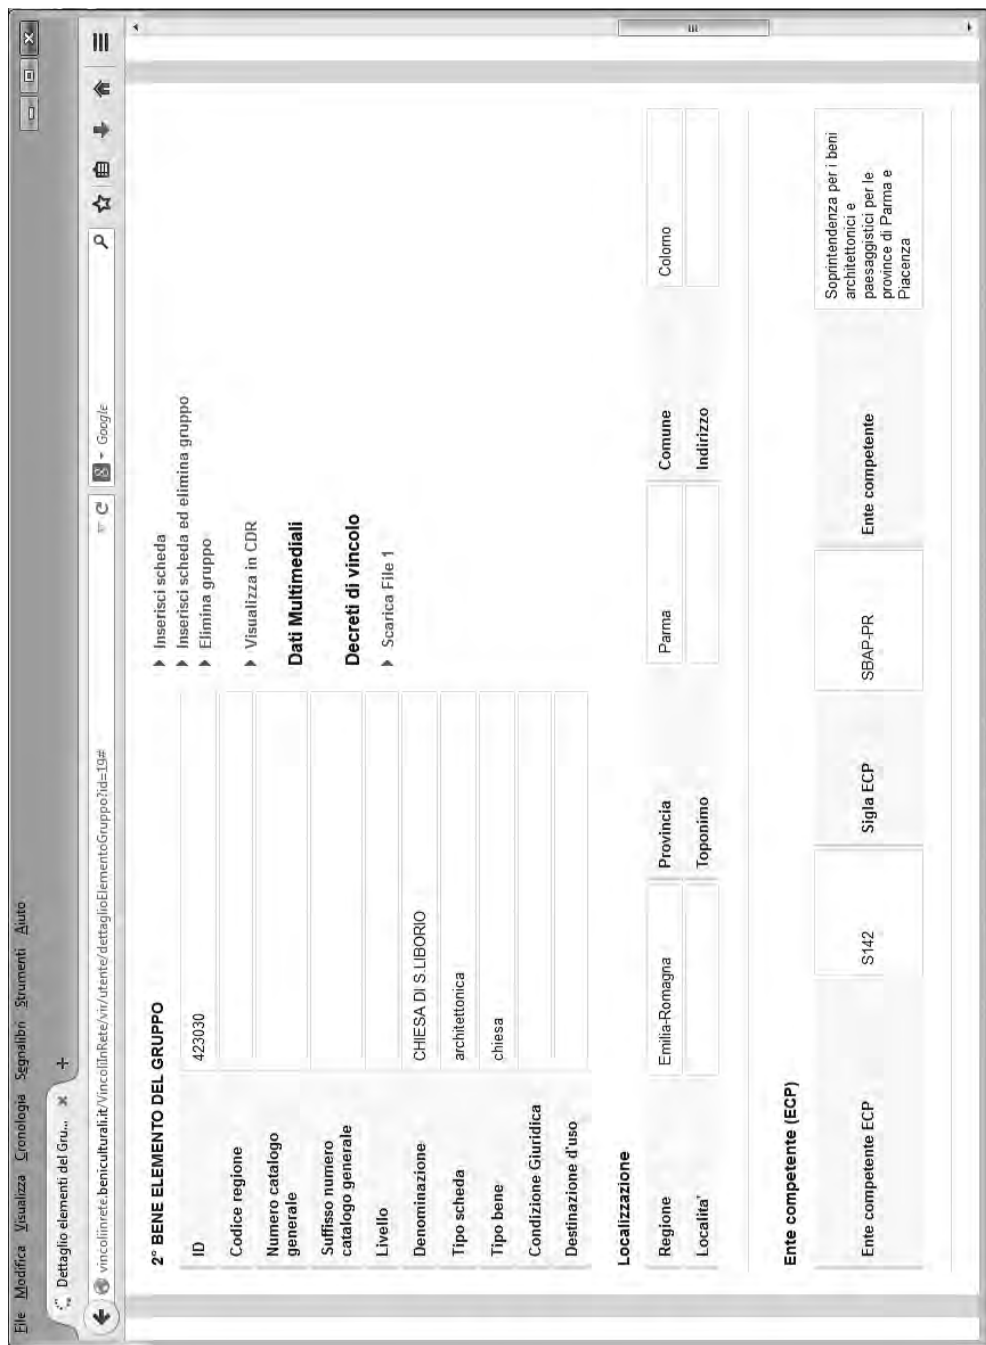 File Modifica Visualizza Cronologia Segnalibri Strumenti Aiuto
Dettaglio elementi del Gru... × +
vincoliinrete.beniculturali.it/VincoliInRete/vir/utente/dettaglioElementoGruppo?id=19#
Google
2° BENE ELEMENTO DEL GRUPPO
ID 423030
Codice regione
Numero catalogo
generale
Suffisso numero
catalogo generale
Livello
Denominazione CHIESA DI S.LIBORIO
Tipo scheda architettonica
Tipo bene chiesa
Condizione Giuridica
Destinazione d'uso
Inserisci scheda
Inserisci scheda ed elimina gruppo
Elimina gruppo
Visualizza in CDR
Dati Multimediali
Decreti di vincolo
Scarica File 1
Localizzazione
Regione Emilia-Romagna Provincia Parma Comune Colorno
Localita' Toponimo Indirizzo
Ente competente (ECP)
Ente competente ECP S142 Sigla ECP SBAP-PR Ente competente
Soprintendenza per i beni
architettonici e
paesaggistici per le
province di Parma e
Piacenza